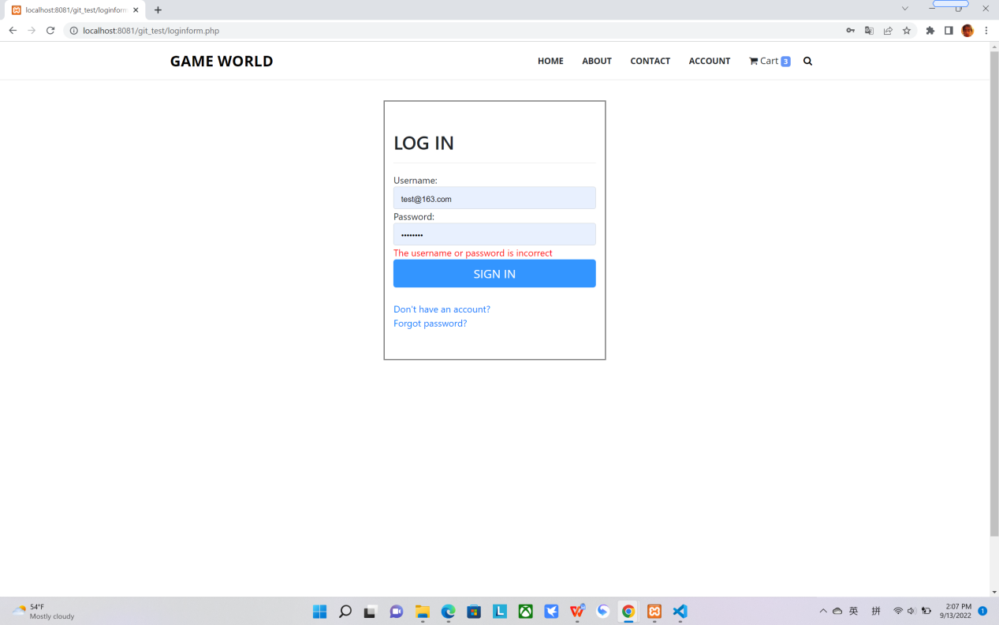 localhost:8081/git_test/loginform
localhost:8081/git_test/loginform.php
GAME WORLD
HOME ABOUT CONTACT ACCOUNT Cart 3
LOG IN
Username:
test@163.com
Password:
••••••••
The username or password is incorrect
SIGN IN
Don't have an account?
Forgot password?
54°F
Mostly cloudy
英 拼
2:07 PM
9/13/2022
1